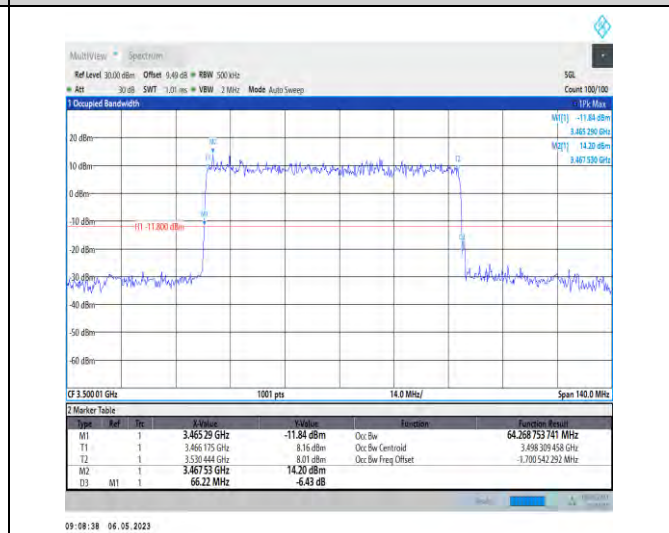 MultiView Spectrum
Ref Level 30.00 dBm Offset 9.49 dB RBW 500 kHz SGL
Att 30 dB SWT 1.01 ms VBW 2 MHz Mode Auto Sweep Count 100/100
1 Occupied Bandwidth 1Pk Max
M1[1] -11.84 dBm
3.465 290 GHz
M2[1] 14.20 dBm
3.467 530 GHz
20 dBm
M2
T1 T2
10 dBm
0 dBm
M1
-10 dBm
H1 -11.800 dBm
D3
-20 dBm
-30 dBm
-40 dBm
-50 dBm
-60 dBm
CF 3.500 01 GHz 1001 pts 14.0 MHz/ Span 140.0 MHz
2 Marker Table
Type Ref Trc X-Value Y-Value Function Function Result
M1 1 3.465 29 GHz -11.84 dBm Occ Bw 64.268 753 741 MHz
T1 1 3.466 175 GHz 8.16 dBm Occ Bw Centroid 3.498 309 458 GHz
T2 1 3.530 444 GHz 8.01 dBm Occ Bw Freq Offset -1.700 542 292 MHz
M2 1 3.467 53 GHz 14.20 dBm
D3 M1 1 66.22 MHz -6.43 dB
09:08:38 06.05.2023